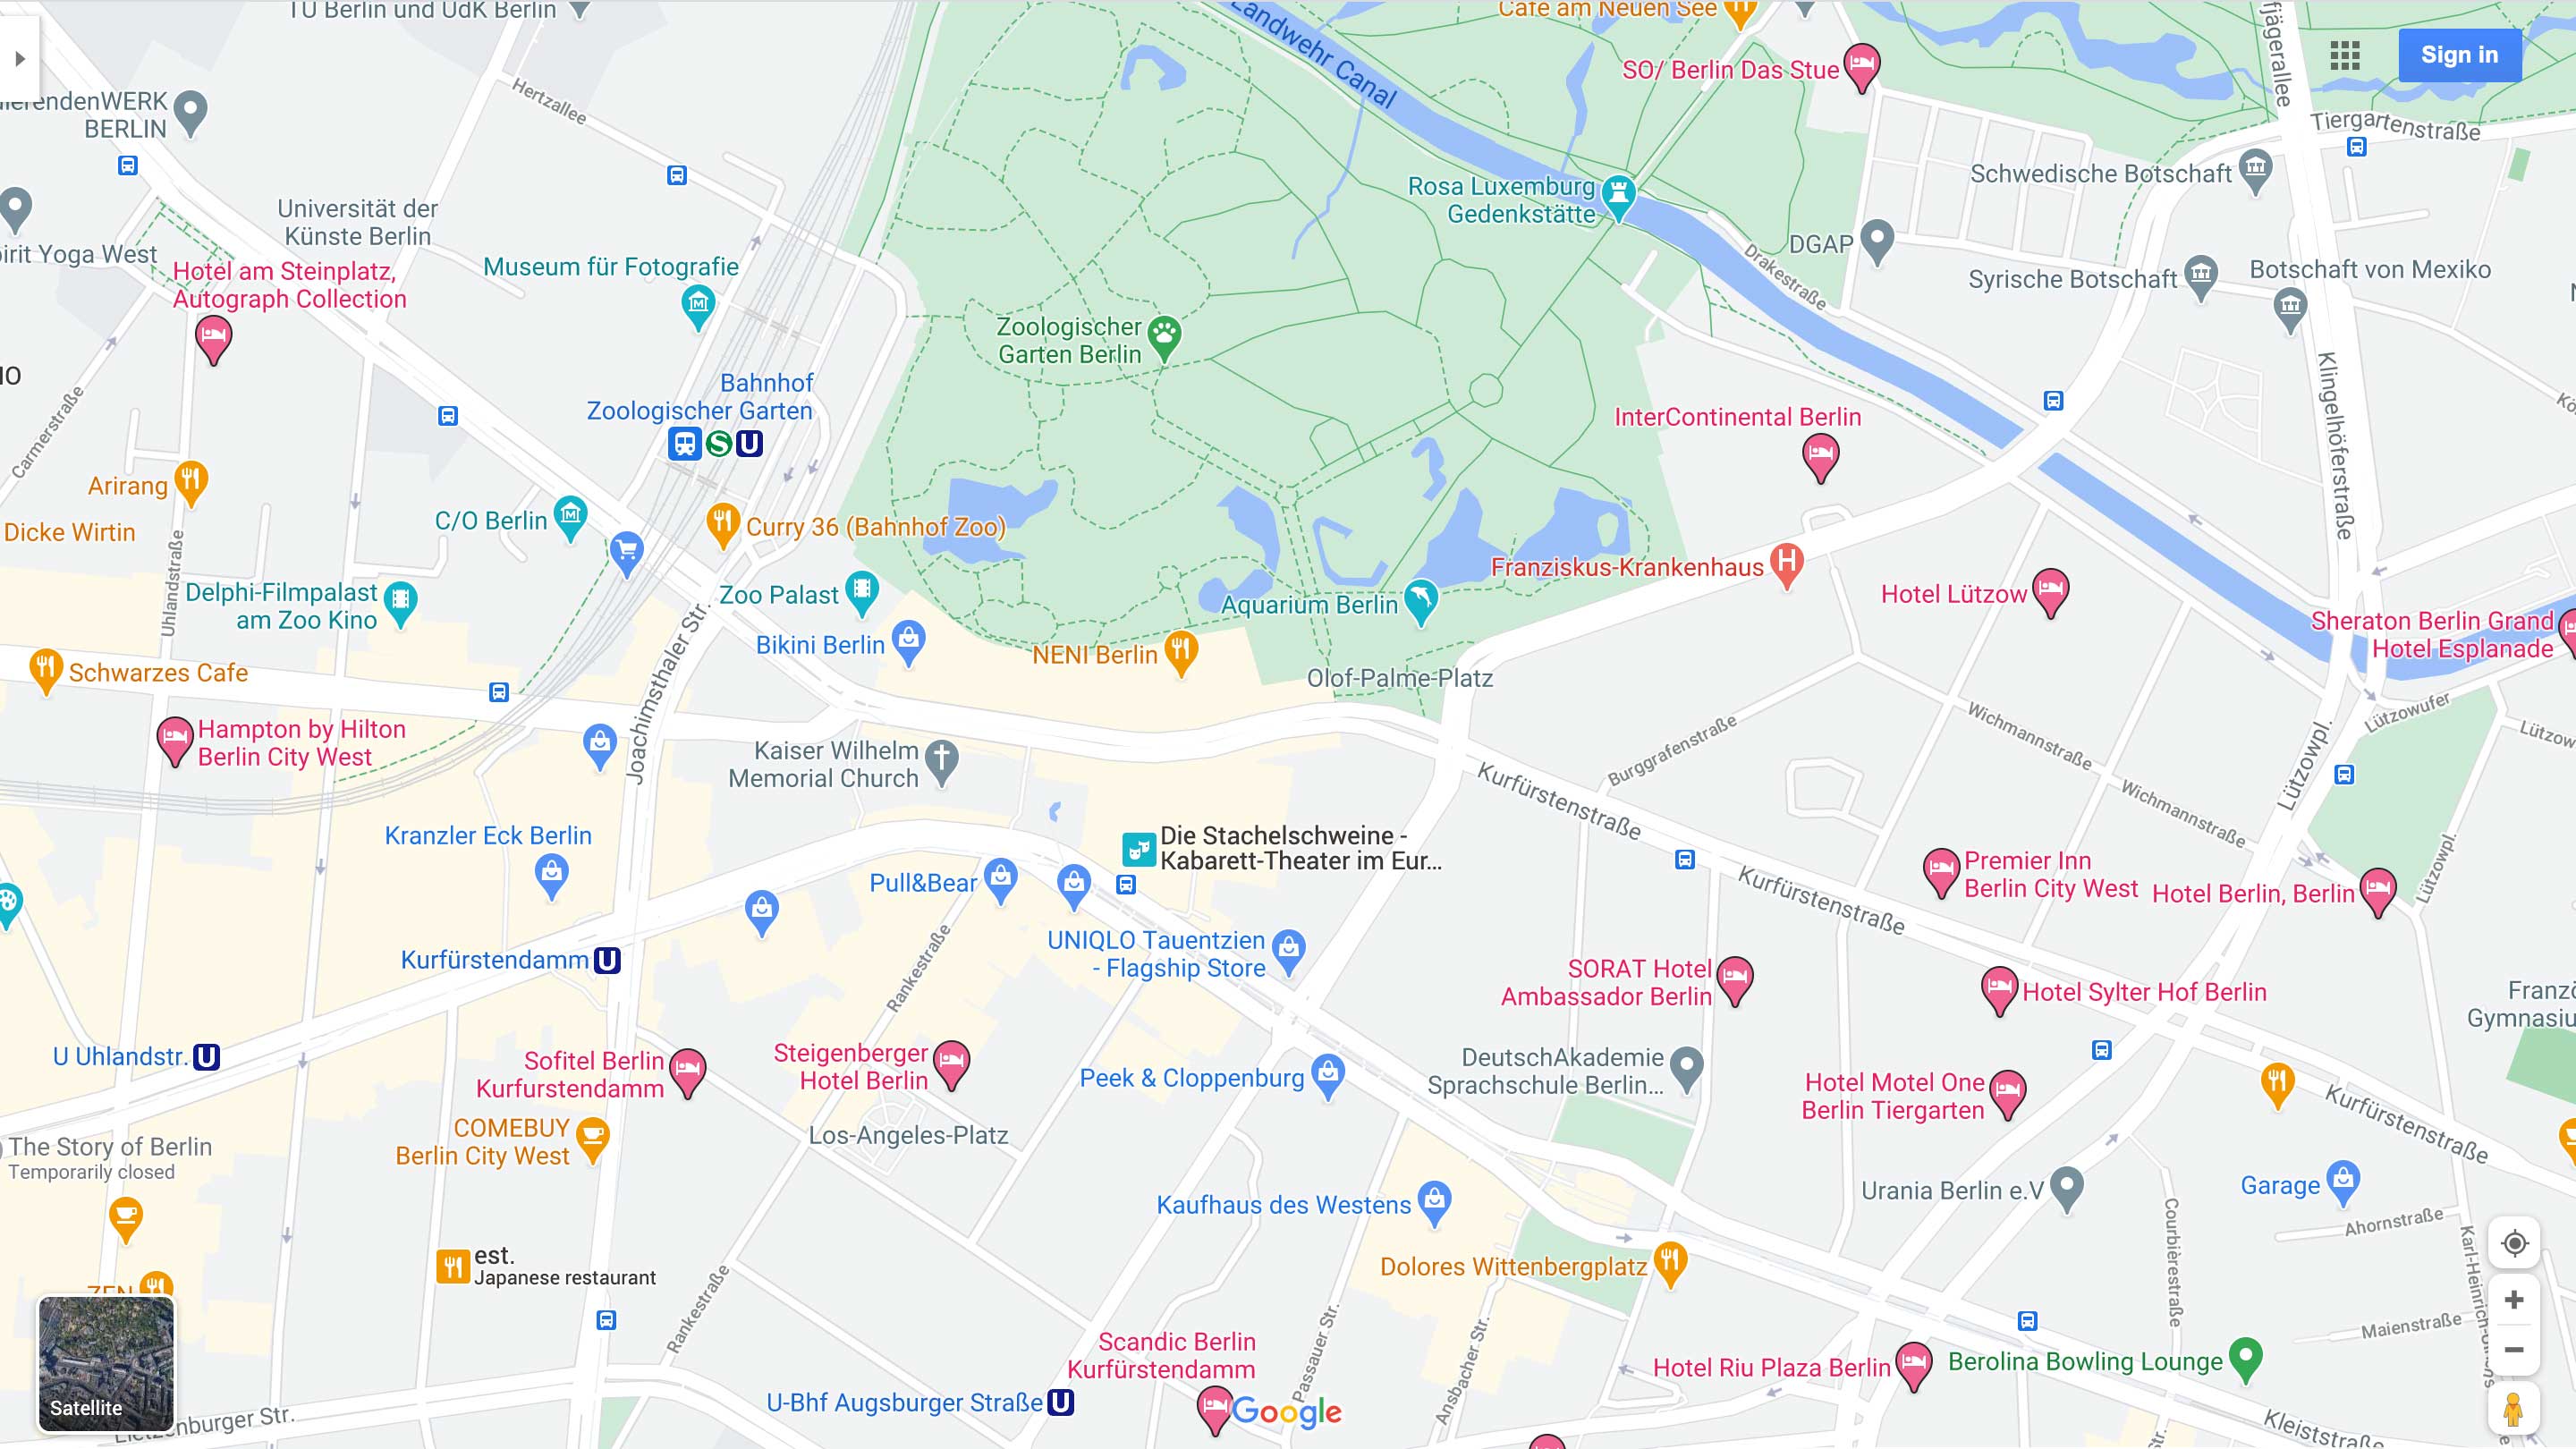 TU Berlin und UdK Berlin
Cafe am Neuen See
Landwehr Canal
SO/ Berlin Das Stue
Sign in
BERLIN
Hertzallee
Tiergartenstraße
Schwedische Botschaft
Rosa Luxemburg
Gedenkstätte
Universität der
Künste Berlin
Yoga West
DGAP
Drakestraße
Syrische Botschaft
Botschaft von Mexiko
Hotel am Steinplatz,
Autograph Collection
Museum für Fotografie
Zoologischer
Garten Berlin
Klingelhöferstraße
Carmerstraße
Bahnhof
Zoologischer Garten
S
U
InterContinental Berlin
Arirang
Dicke Wirtin
C/O Berlin
Curry 36 (Bahnhof Zoo)
Uhlandstraße
Delphi-Filmpalast
am Zoo Kino
Zoo Palast
Aquarium Berlin
Franziskus-Krankenhaus
H
Hotel Lützow
Sheraton Berlin Grand
Hotel Esplanade
Bikini Berlin
NENI Berlin
Olof-Palme-Platz
Schwarzes Cafe
Joachimsthaler Str.
Hampton by Hilton
Berlin City West
Kaiser Wilhelm
Memorial Church
Burggrafenstraße
Wichmannstraße
Lützowufer
Lützowpl.
Kurfürstenstraße
Wichmannstraße
Kranzler Eck Berlin
Die Stachelschweine -
Kabarett-Theater im Eur...
Pull&Bear
Kurfürstenstraße
Premier Inn
Berlin City West
Hotel Berlin, Berlin
Lützowpl.
Kurfürstendamm
U
Rankestraße
UNIQLO Tauentzien
- Flagship Store
SORAT Hotel
Ambassador Berlin
Hotel Sylter Hof Berlin
U Uhlandstr.
U
Sofitel Berlin
Kurfurstendamm
Steigenberger
Hotel Berlin
Peek & Cloppenburg
DeutschAkademie
Sprachschule Berlin...
Hotel Motel One
Berlin Tiergarten
Kurfürstenstraße
The Story of Berlin
Temporarily closed
COMEBUY
Berlin City West
Los-Angeles-Platz
Kaufhaus des Westens
Urania Berlin e.V
Garage
Ahornstraße
Courbièrestraße
est.
Japanese restaurant
Dolores Wittenbergplatz
Rankestraße
ZEN
Passauer Str.
Ansbacher Str.
Maienstraße
Scandic Berlin
Kurfürstendamm
Hotel Riu Plaza Berlin
Berolina Bowling Lounge
Satellite
U-Bhf Augsburger Straße
U
Google
Kleiststraße